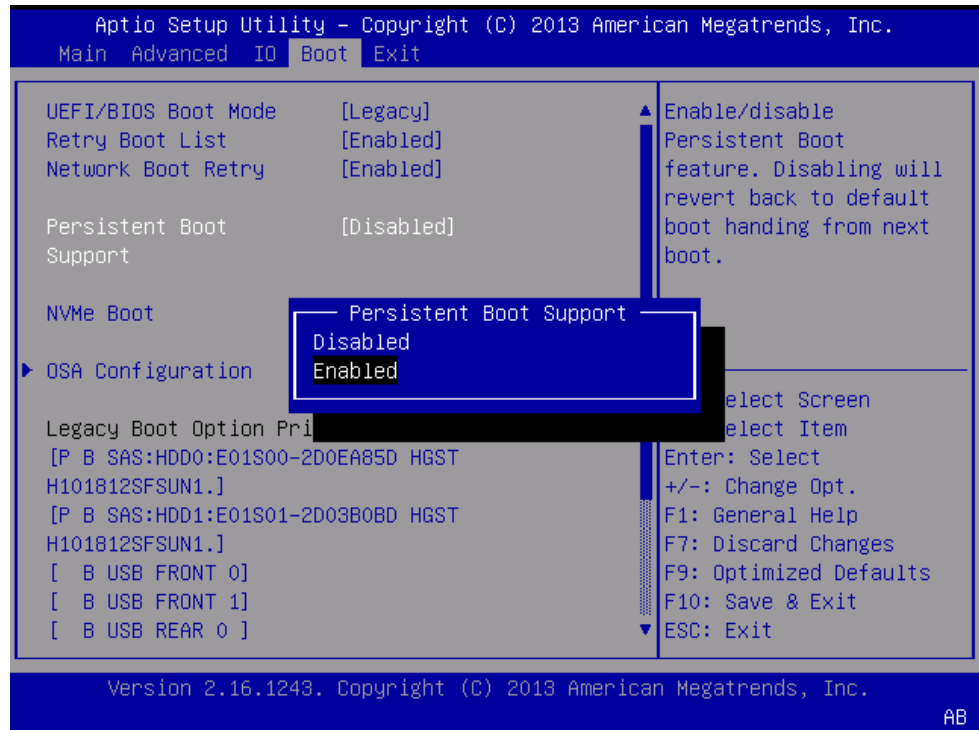 Aptio Setup Utility – Copyright (C) 2013 American Megatrends, Inc.
Main Advanced IO Boot Exit
UEFI/BIOS Boot Mode [Legacy]
Retry Boot List [Enabled]
Network Boot Retry [Enabled]
Persistent Boot [Disabled]
Support
NVMe Boot
OSA Configuration
Legacy Boot Option Pri
[P B SAS:HDD0:E01S00-2D0EA85D HGST
H101812SFSUN1.]
[P B SAS:HDD1:E01S01-2D03B0BD HGST
H101812SFSUN1.]
[ B USB FRONT 0]
[ B USB FRONT 1]
[ B USB REAR 0 ]
Persistent Boot Support
Disabled
Enabled
Enable/disable
Persistent Boot
feature. Disabling will
revert back to default
boot handing from next
boot.
elect Screen
elect Item
Enter: Select
+/-: Change Opt.
F1: General Help
F7: Discard Changes
F9: Optimized Defaults
F10: Save & Exit
ESC: Exit
Version 2.16.1243. Copyright (C) 2013 American Megatrends, Inc.
AB